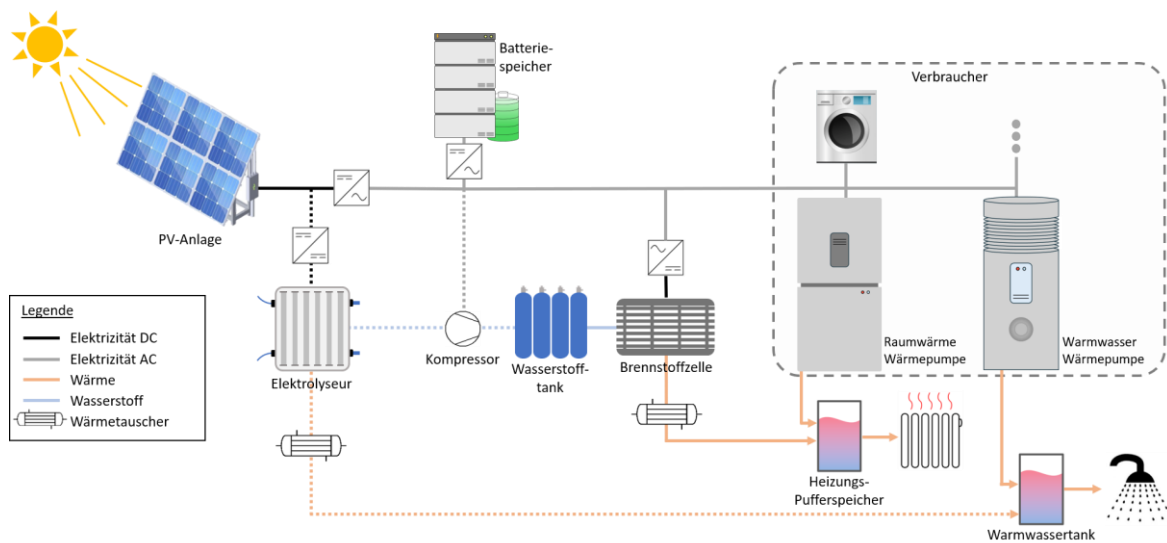 Batterie-
speicher
Verbraucher
PV-Anlage
Legende
Elektrizität DC
Elektrizität AC
Wärme
Wasserstoff
Wärmetauscher
Elektrolyseur
Kompressor
Wasserstoff-
tank
Brennstoffzelle
Raumwärme
Wärmepumpe
Warmwasser
Wärmepumpe
Heizungs-
Pufferspeicher
Warmwassertank